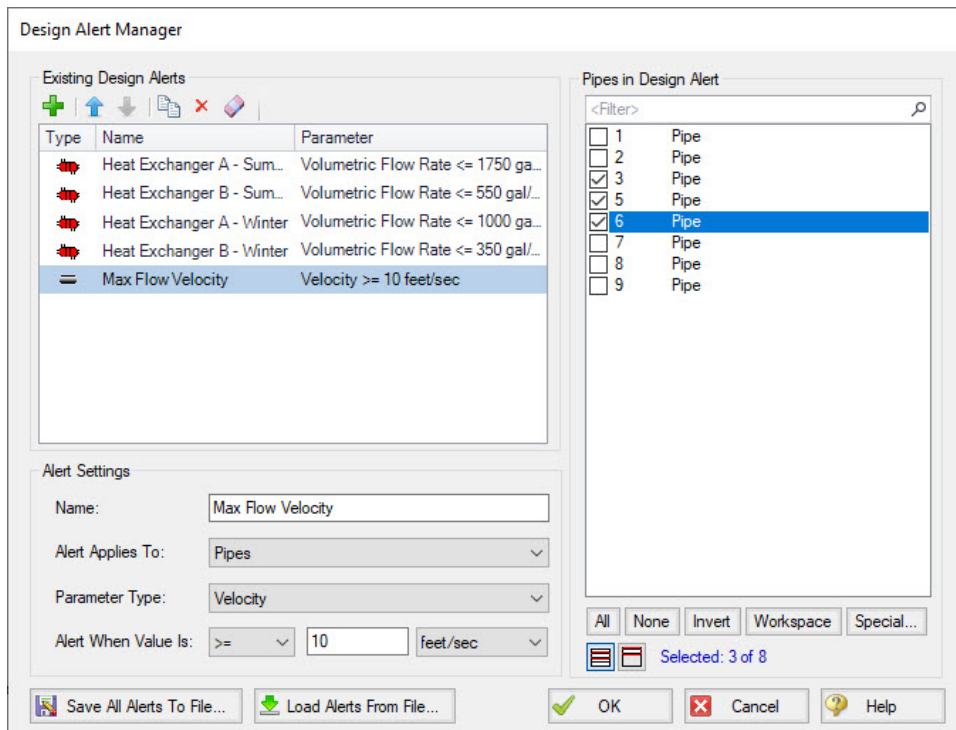 Design Alert Manager
Existing Design Alerts
Type Name Parameter
Heat Exchanger A - Sum... Volumetric Flow Rate <= 1750 ga...
Heat Exchanger B - Sum... Volumetric Flow Rate <= 550 gal/...
Heat Exchanger A - Winter Volumetric Flow Rate <= 1000 ga...
Heat Exchanger B - Winter Volumetric Flow Rate <= 350 gal/...
Max Flow Velocity Velocity >= 10 feet/sec
Alert Settings
Name: Max Flow Velocity
Alert Applies To: Pipes
Parameter Type: Velocity
Alert When Value Is: >= 10 feet/sec
Pipes in Design Alert
<Filter>
1 Pipe
2 Pipe
3 Pipe
5 Pipe
6 Pipe
7 Pipe
8 Pipe
9 Pipe
All None Invert Workspace Special...
Selected: 3 of 8
Save All Alerts To File... Load Alerts From File... OK Cancel Help